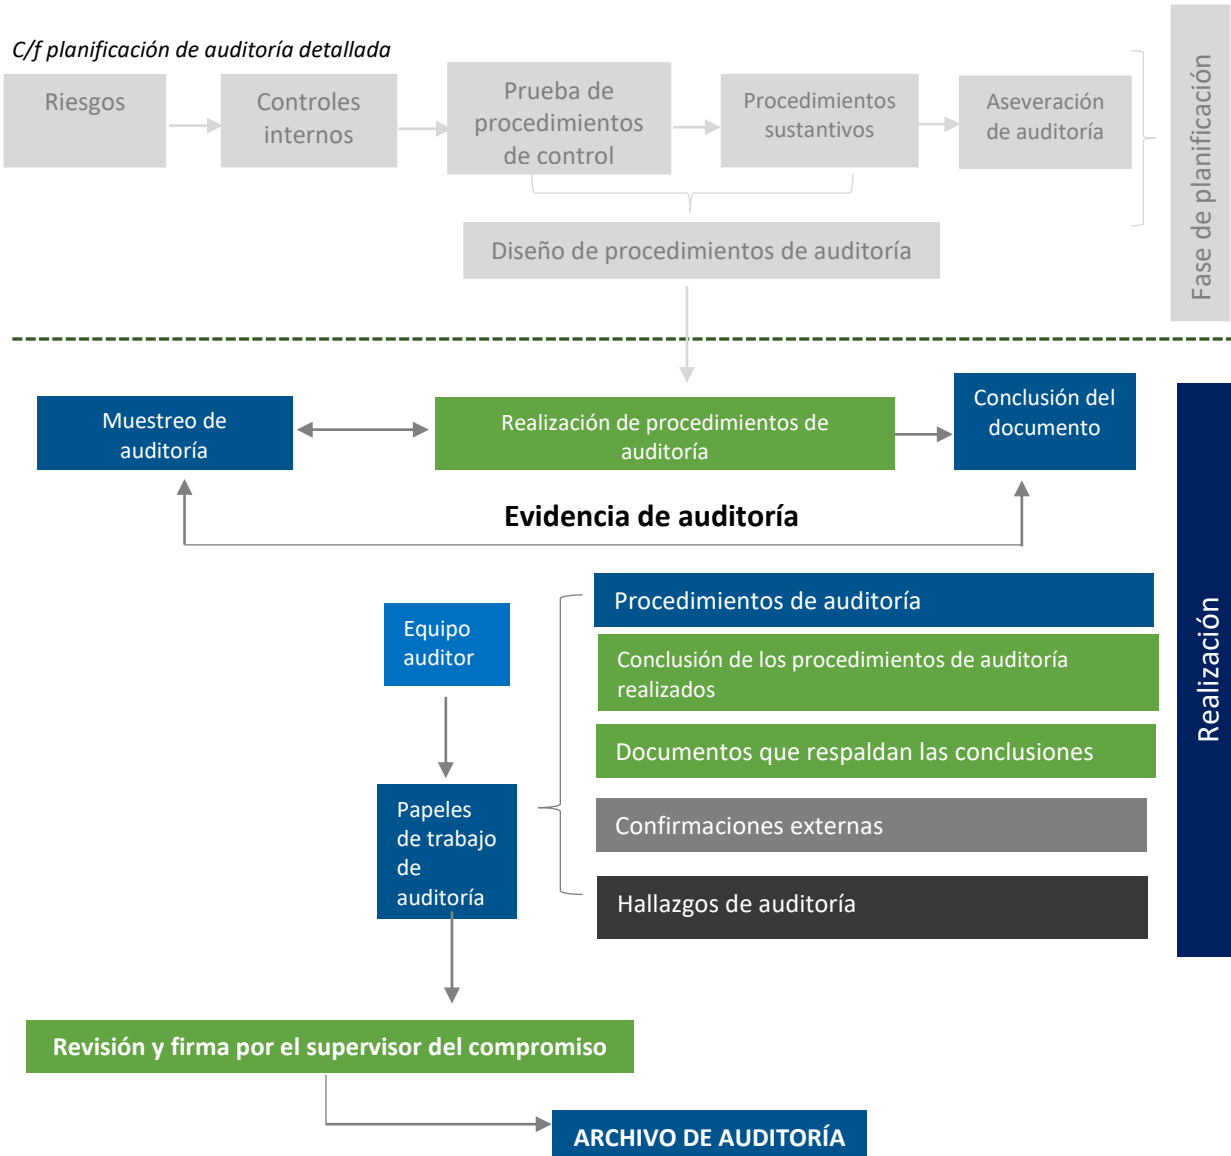 C/f planificación de auditoría detallada
Riesgos
Controles
internos
Prueba de
procedimientos
de control
Procedimientos
sustantivos
Aseveración
de auditoría
Fase de planificación
Diseño de procedimientos de auditoría
Muestreo de
auditoría
Realización de procedimientos de
auditoría
Conclusión del
documento
Evidencia de auditoría
Realización
Equipo
auditor
Procedimientos de auditoría
Conclusión de los procedimientos de auditoría
realizados
Documentos que respaldan las conclusiones
Papeles
de trabajo
de
auditoría
Confirmaciones externas
Hallazgos de auditoría
Revisión y firma por el supervisor del compromiso
ARCHIVO DE AUDITORÍA